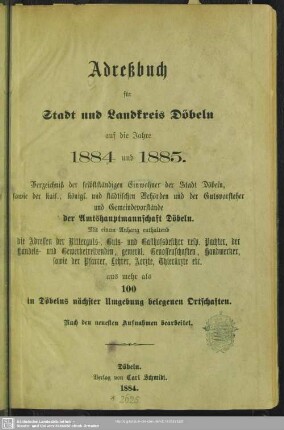 Adreßbuch
für
Stadt und Landkreis Döbeln
auf die Jahre
1884 und 1885.
Verzeichniß der selbständigen Einwohner der Stadt Döbeln,
sowie der kais., königl. und städtischen Behörden und der Gutsvorsteher
und Gemeindevorstände
der Amtshauptmannschaft Döbeln.
Mit einem Anhang enthaltend
die Adressen der Ritterguts-, Guts- und Gasthofsbesitzer resp. Pachter, der
Handels- und Gewerbetreibenden, gewerbl. Genossenschaften, Handwerker,
sowie der Pfarrer, Lehrer, Aerzte, Thierärzte etc.
aus mehr als
100
in Döbelns nächster Umgebung belegenen Ortschaften.
Nach den neuesten Aufnahmen bearbeitet.
Döbeln.
Verlag von Carl Schmidt.
1884.